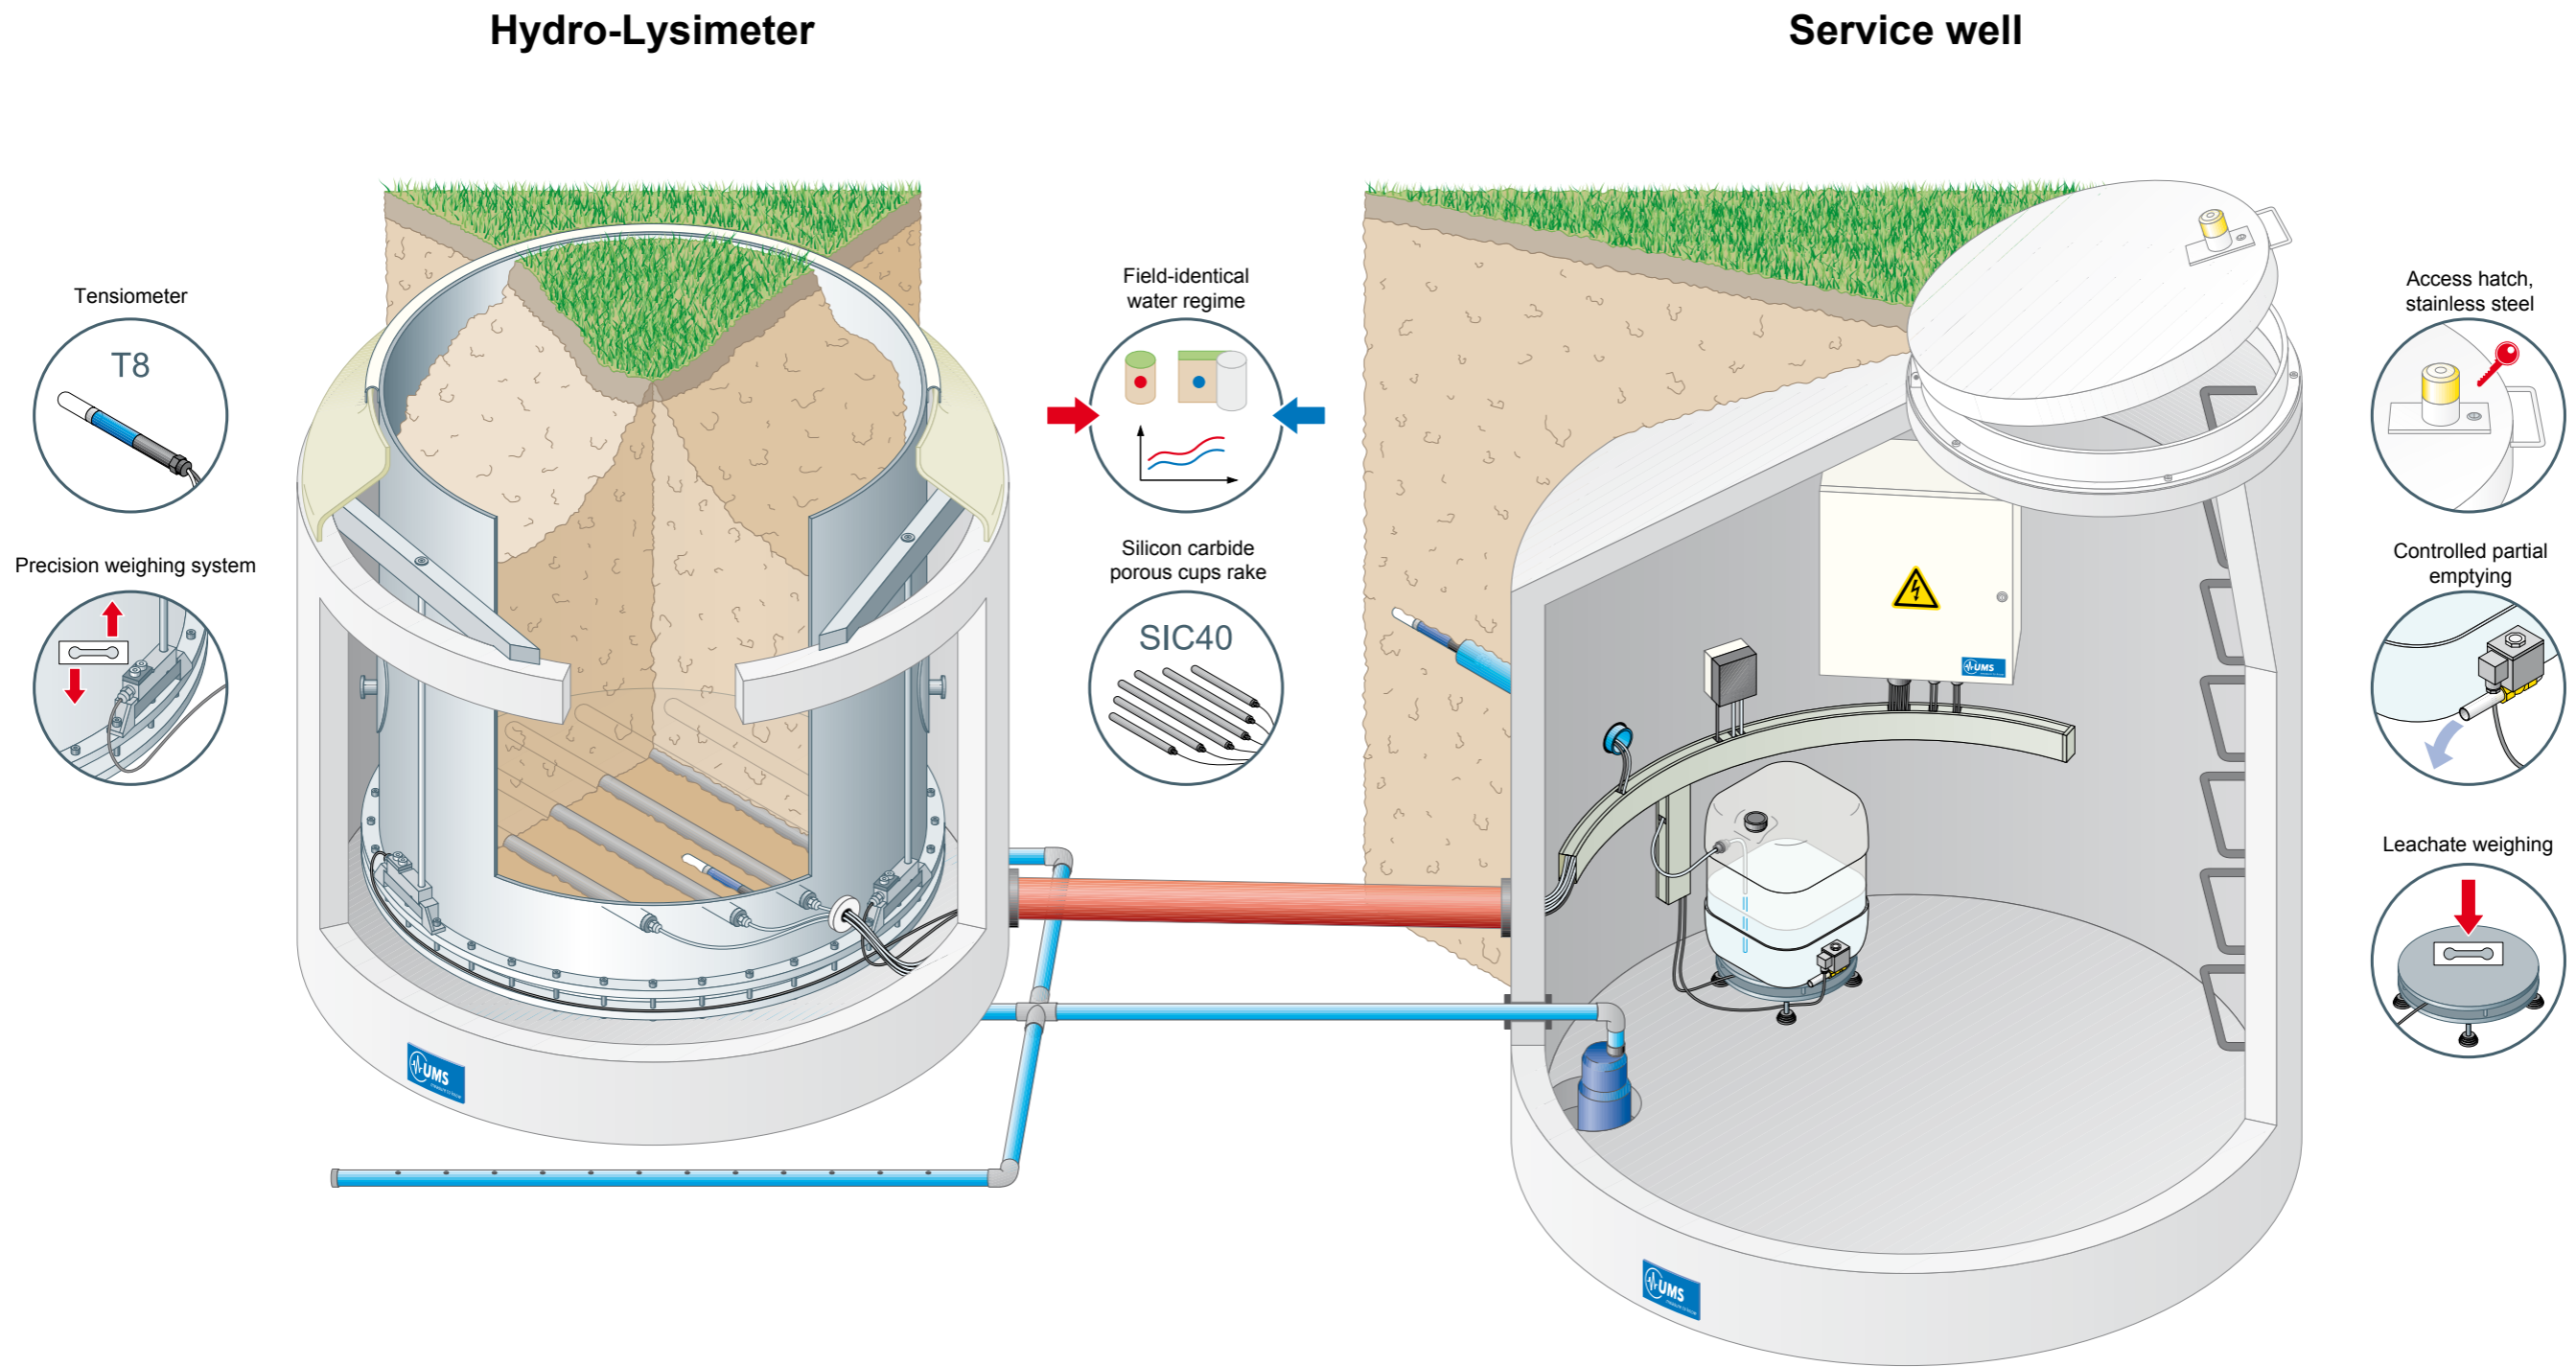 Hydro-Lysimeter
Service well
Tensiometer
T8
Precision weighing system
Field-identical
water regime
Silicon carbide
porous cups rake
SIC40
Access hatch,
stainless steel
Controlled partial
emptying
Leachate weighing
UMS
UMS
UMS